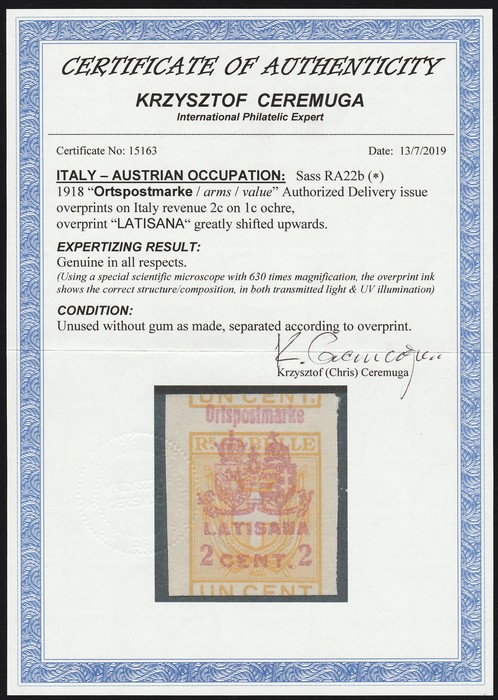 CERTIFICATE OF AUTHENTICITY
KRZYSZTOF CEREMUGA
International Philatelic Expert
Certificate No: 15163 Date: 13/7/2019
ITALY – AUSTRIAN OCCUPATION: Sass RA22b (*)
1918 “Ortspostmarke / arms / value” Authorized Delivery issue
overprints on Italy revenue 2c on 1c ochre,
overprint “LATISANA“ greatly shifted upwards.
EXPERTIZING RESULT:
Genuine in all respects.
(Using a special scientific microscope with 630 times magnification, the overprint ink
shows the correct structure/composition, in both transmitted light & UV illumination)
CONDITION:
Unused without gum as made, separated according to overprint.
K. Ceremuga
Krzysztof (Chris) Ceremuga
UN CENT.
Ortspostmarke
LATISANA
2 CENT. 2
UN CENT.